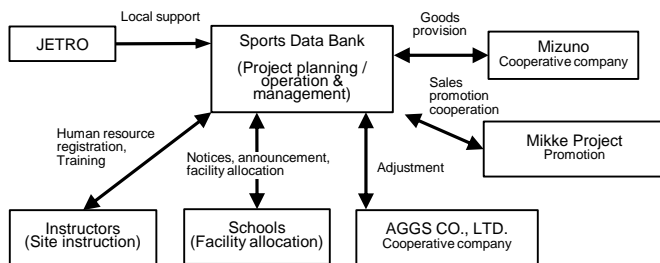 Local support
Goods
provision
JETRO
Sports Data Bank
(Project planning /
operation &
management)
Mizuno
Cooperative company
Sales
promotion
cooperation
Mikke Project
Promotion
Human resource
registration,
Training
Notices, announcement,
facility allocation
Adjustment
Instructors
(Site instruction)
Schools
(Facility allocation)
AGGS CO., LTD.
Cooperative company